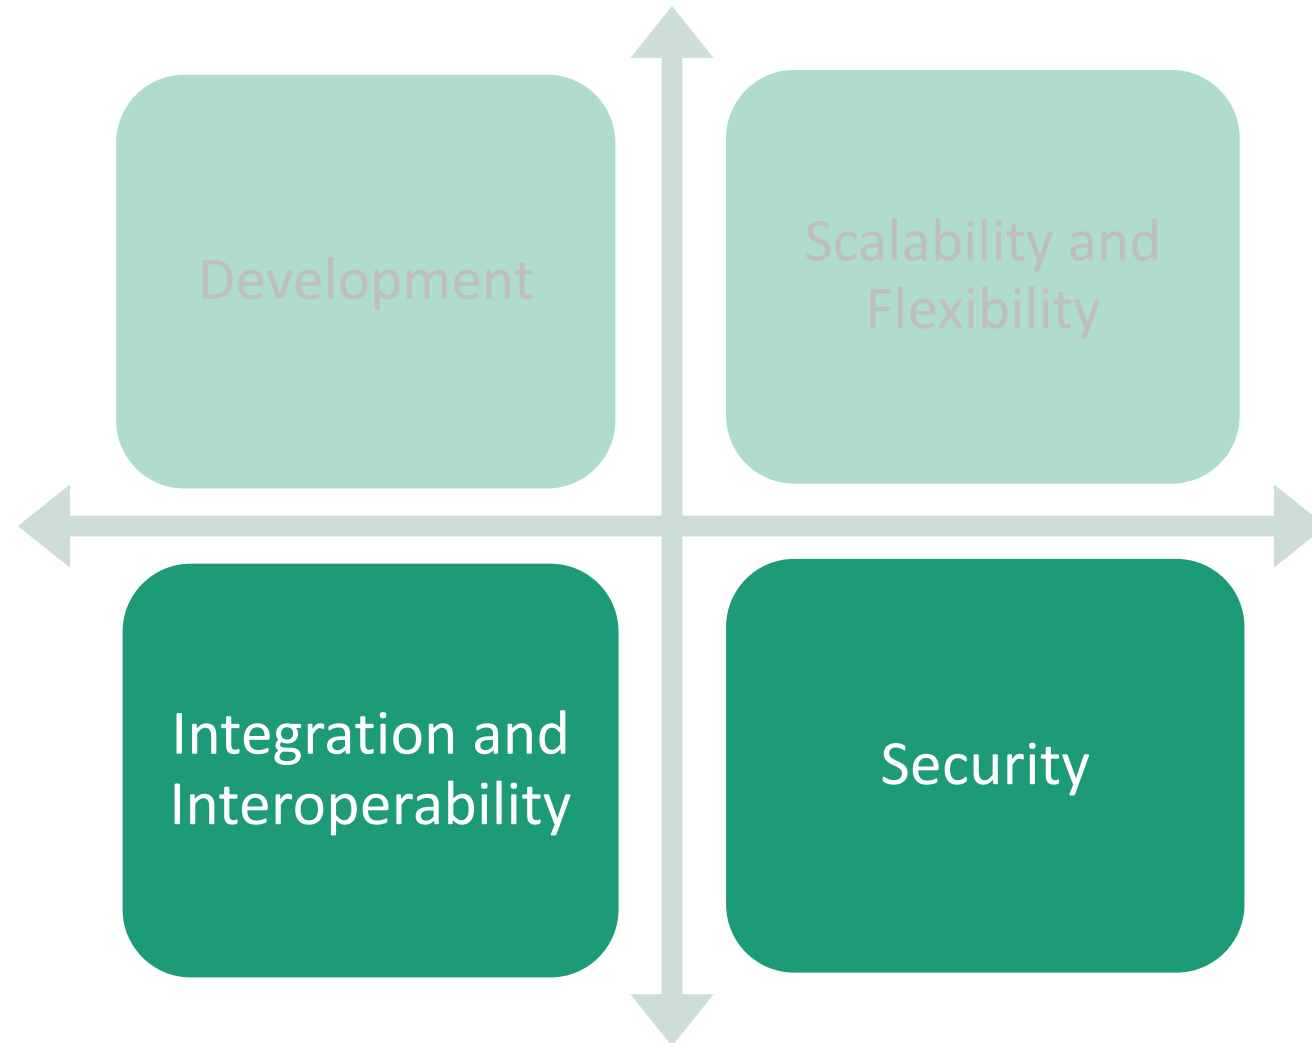 Development
Scalability and
Flexibility
Integration and
Interoperability
Security